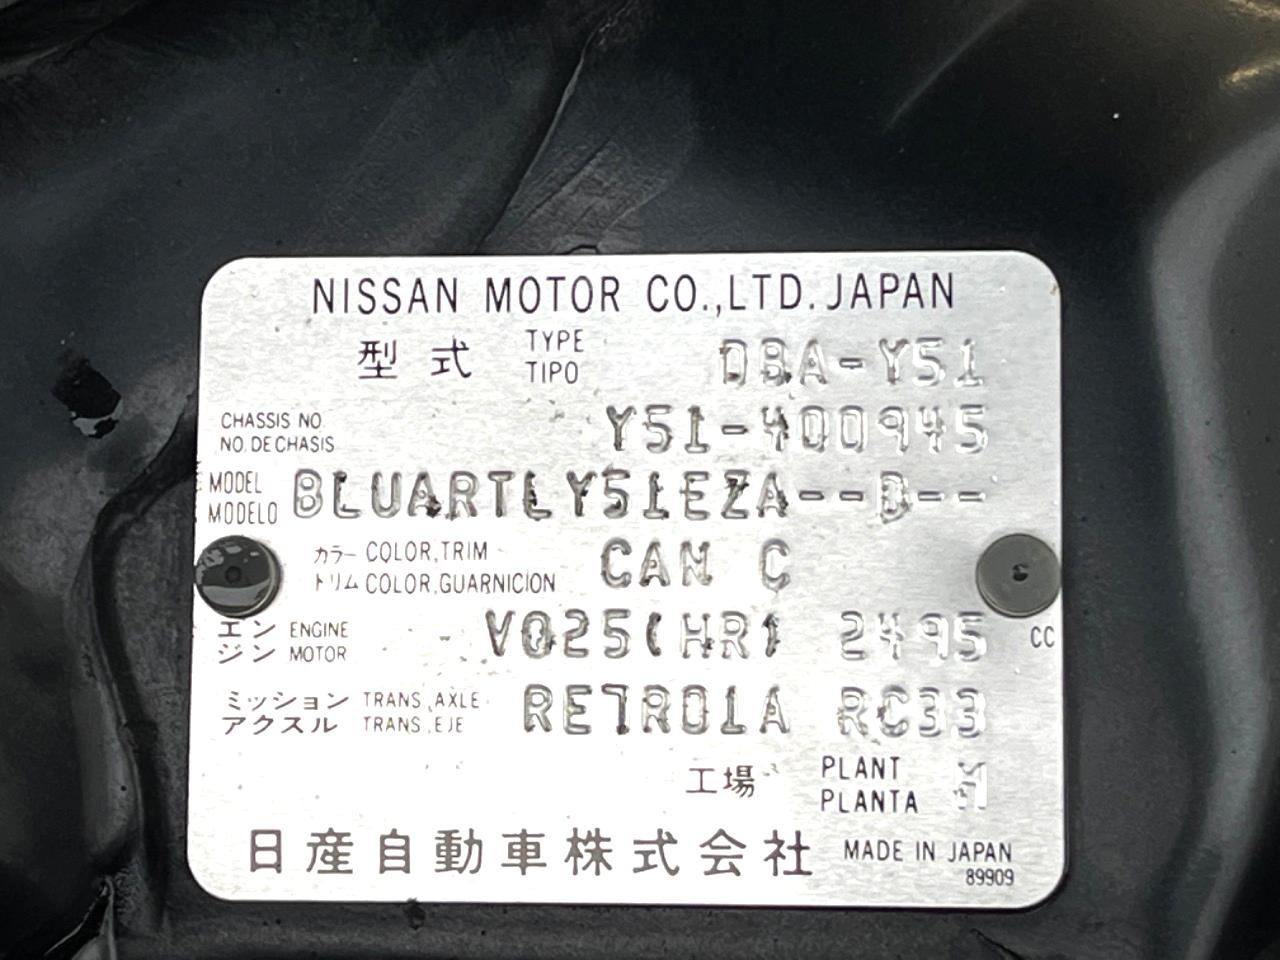 NISSAN MOTOR CO.,LTD. JAPAN
型式 TYPE DBA-Y51
TIPO
CHASSIS NO. Y51-400945
NO. DE CHASIS
MODEL BLUARTLY51EZA--D--
MODELO
カラー COLOR,TRIM CAN C
トリム COLOR,GUARNICION
エン ENGINE VQ25(HR) 2495 CC
ジン MOTOR
ミッション TRANS.,AXLE RE7R01A RC33
アクスル TRANS.,EJE
工場 PLANT M
PLANTA
日産自動車株式会社 MADE IN JAPAN
89909